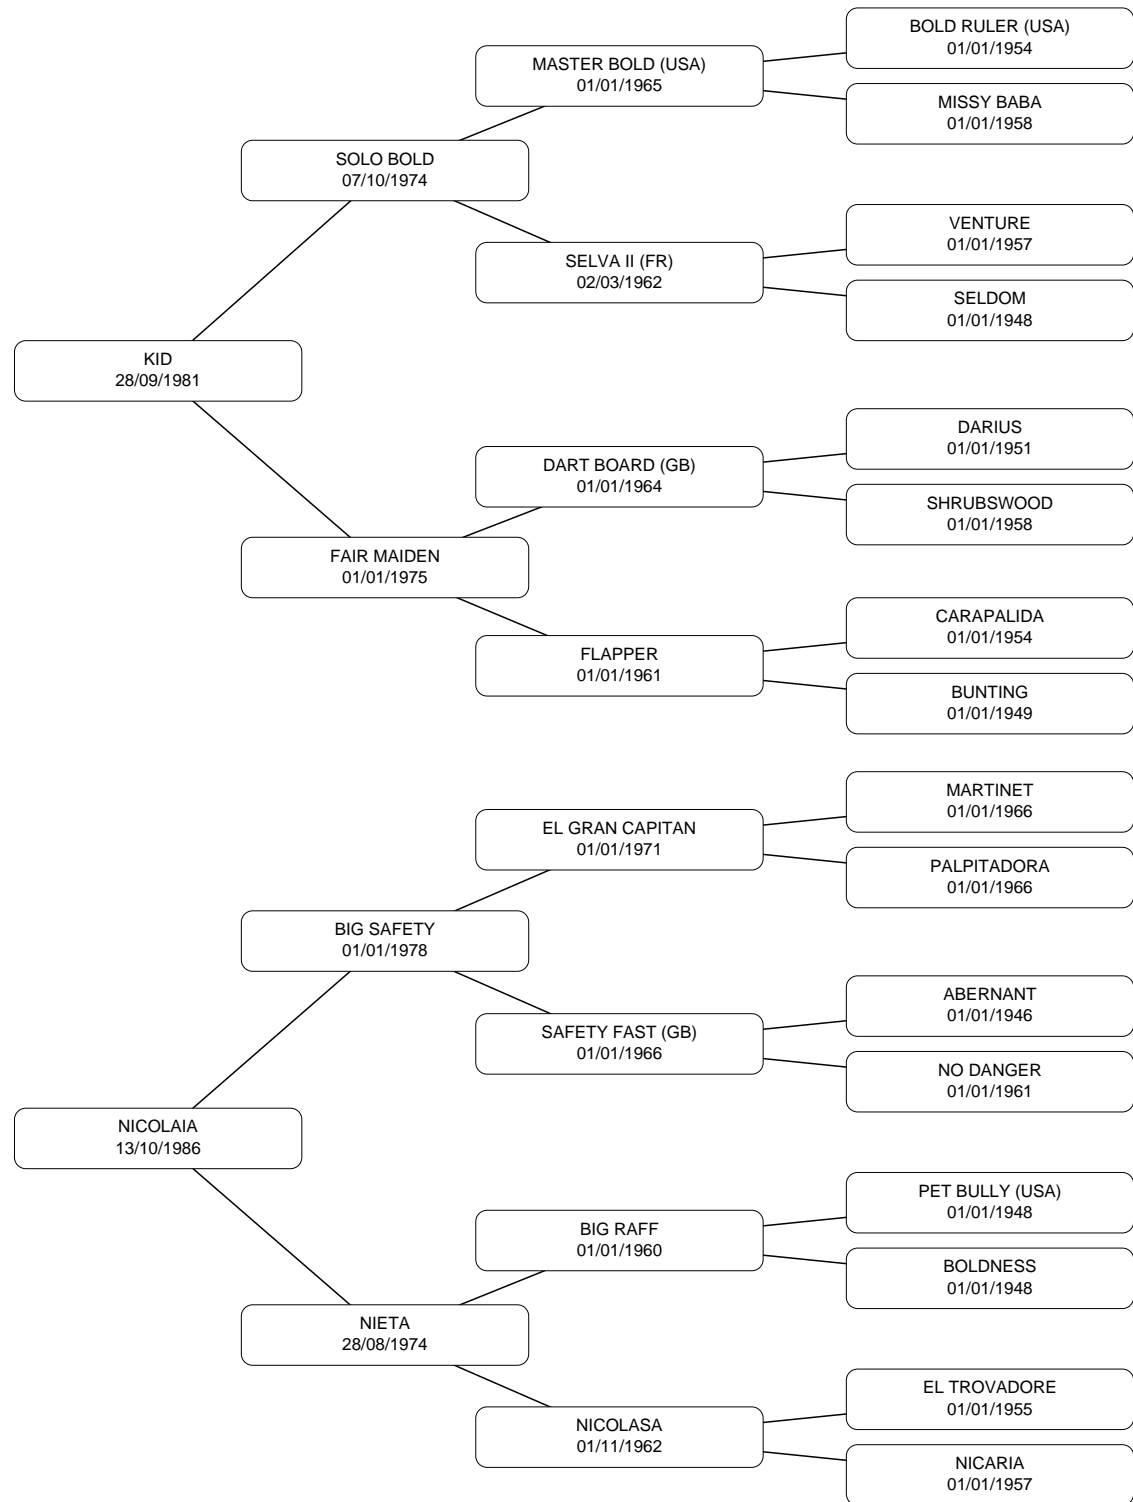 BOLD RULER (USA)
01/01/1954
MASTER BOLD (USA)
01/01/1965
MISSY BABA
01/01/1958
SOLO BOLD
07/10/1974
VENTURE
01/01/1957
SELVA II (FR)
02/03/1962
SELDOM
01/01/1948
KID
28/09/1981
DARIUS
01/01/1951
DART BOARD (GB)
01/01/1964
SHRUBSWOOD
01/01/1958
FAIR MAIDEN
01/01/1975
CARAPALIDA
01/01/1954
FLAPPER
01/01/1961
BUNTING
01/01/1949
MARTINET
01/01/1966
EL GRAN CAPITAN
01/01/1971
PALPITADORA
01/01/1966
BIG SAFETY
01/01/1978
ABERNANT
01/01/1946
SAFETY FAST (GB)
01/01/1966
NO DANGER
01/01/1961
NICOLAIA
13/10/1986
PET BULLY (USA)
01/01/1948
BIG RAFF
01/01/1960
BOLDNESS
01/01/1948
NIETA
28/08/1974
EL TROVADORE
01/01/1955
NICOLASA
01/11/1962
NICARIA
01/01/1957